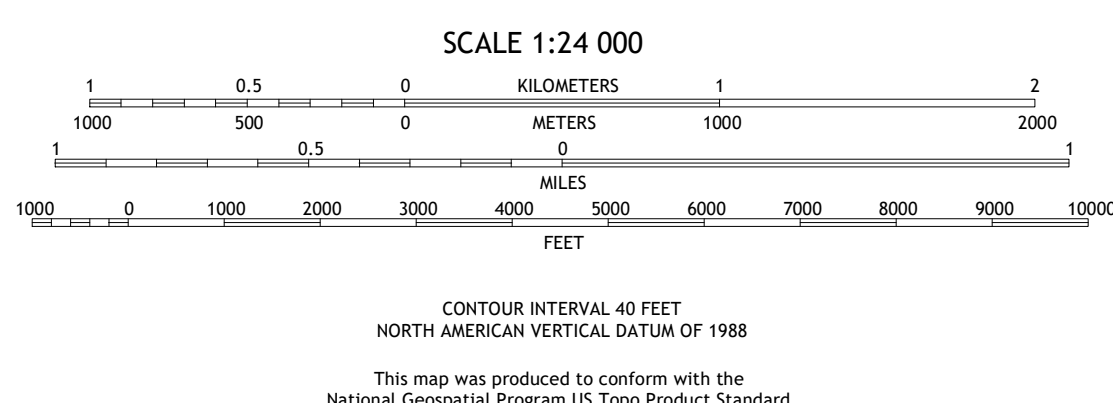 SCALE 1:24 000
1 0.5 0 KILOMETERS 1 2
1000 500 0 METERS 1000 2000
1 0.5 0 1
MILES
1000 0 1000 2000 3000 4000 5000 6000 7000 8000 9000 10000
FEET
CONTOUR INTERVAL 40 FEET
NORTH AMERICAN VERTICAL DATUM OF 1988
This map was produced to conform with the
National Geospatial Program US Topo Product Standard